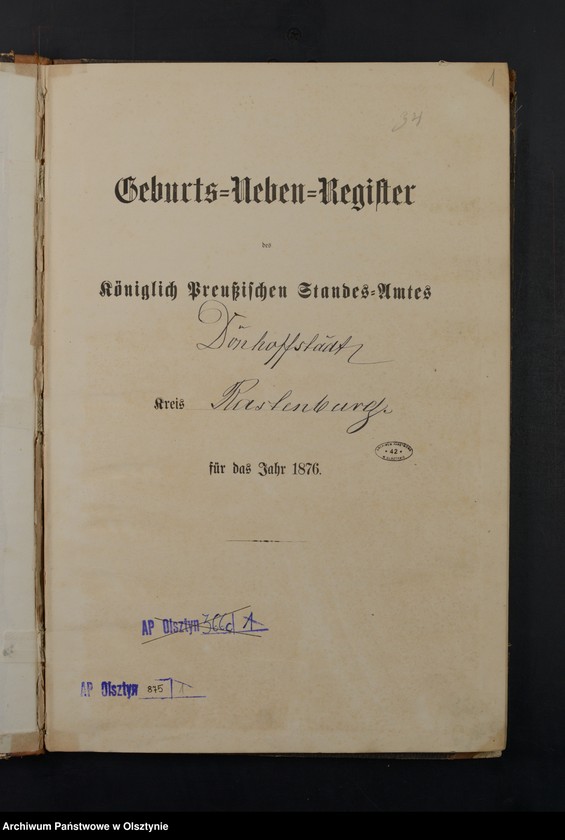 1
34
Geburts=Neben=Register
des
Königlich Preußischen Standes=Amtes
Dönhoffstädt
Kreis Rastenburg
für das Jahr 1876.
42
AP Olsztyn 1
AP Olsztyn 875 1
Archiwum Państwowe w Olsztynie